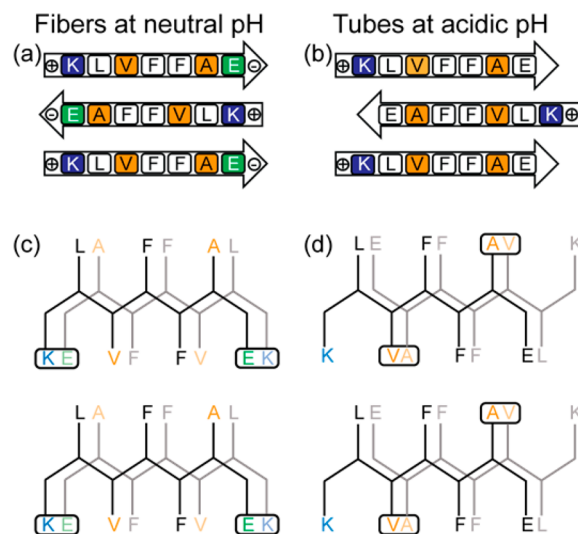 Fibers at neutral pH Tubes at acidic pH
(a) (b)
⊕ K L V F F A E ⊖ ⊕ K L V F F A E
⊖ E A F F V L K ⊕ E A F F V L K ⊕
⊕ K L V F F A E ⊖ ⊕ K L V F F A E
(c) (d)
L A F F A L L E F F A V K
K E V F F V E K K V A F F E L
L A F F A L L E F F A V K
K E V F F V E K K V A F F E L